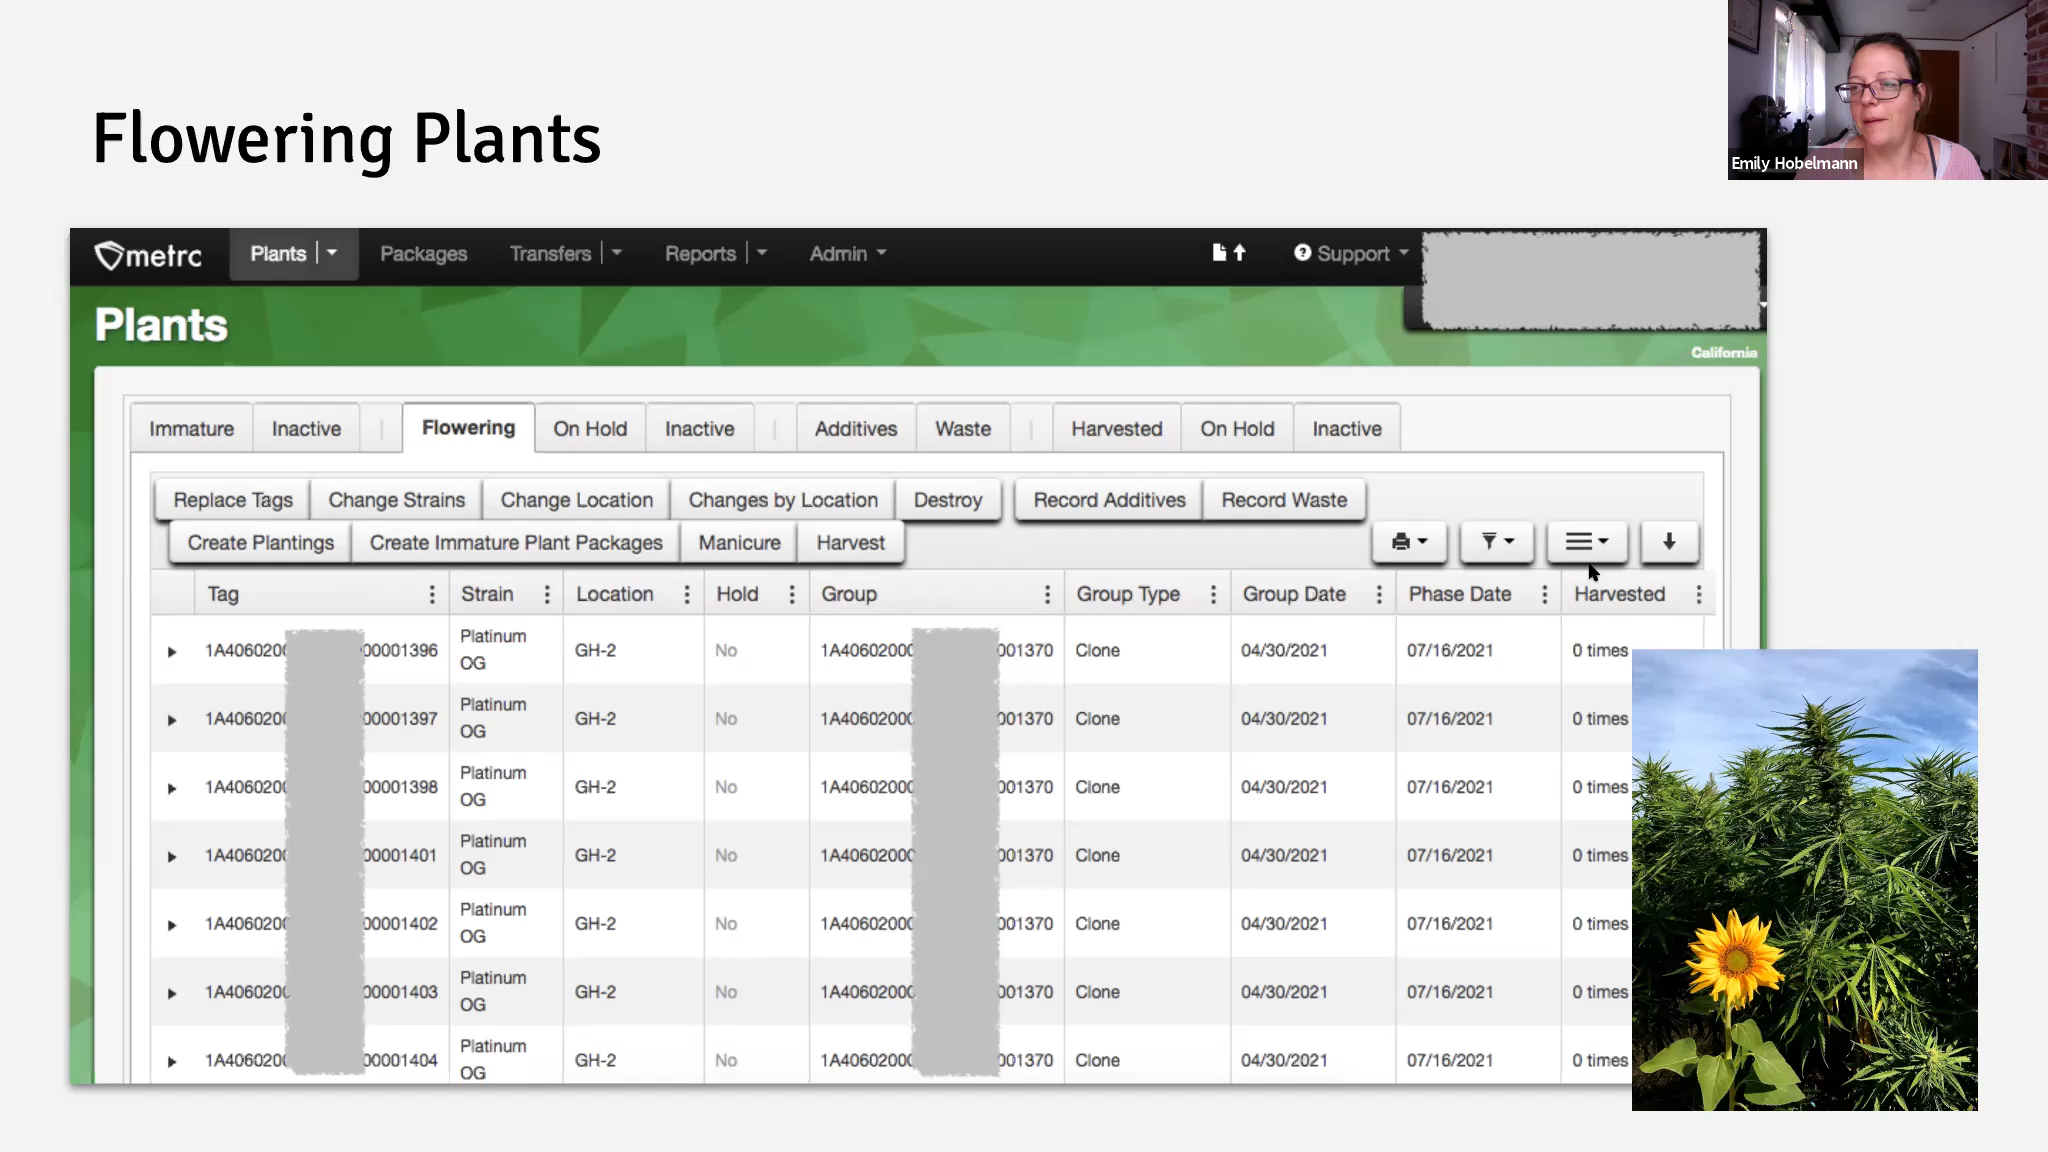 Flowering Plants
Emily Hobelmann
metrc Plants Packages Transfers Reports Admin Support
Plants
California
Immature Inactive Flowering On Hold Inactive Additives Waste Harvested On Hold Inactive
Replace Tags Change Strains Change Location Changes by Location Destroy Record Additives Record Waste
Create Plantings Create Immature Plant Packages Manicure Harvest
Tag Strain Location Hold Group Group Type Group Date Phase Date Harvested
1A4060200 00001396 Platinum OG GH-2 No 1A40602000 001370 Clone 04/30/2021 07/16/2021 0 times
1A4060200 00001397 Platinum OG GH-2 No 1A40602000 001370 Clone 04/30/2021 07/16/2021 0 times
1A4060200 00001398 Platinum OG GH-2 No 1A40602000 001370 Clone 04/30/2021 07/16/2021 0 times
1A4060200 00001401 Platinum OG GH-2 No 1A40602000 001370 Clone 04/30/2021 07/16/2021 0 times
1A4060200 00001402 Platinum OG GH-2 No 1A40602000 001370 Clone 04/30/2021 07/16/2021 0 times
1A4060200 00001403 Platinum OG GH-2 No 1A40602000 001370 Clone 04/30/2021 07/16/2021 0 times
1A4060200 00001404 Platinum OG GH-2 No 1A40602000 001370 Clone 04/30/2021 07/16/2021 0 times